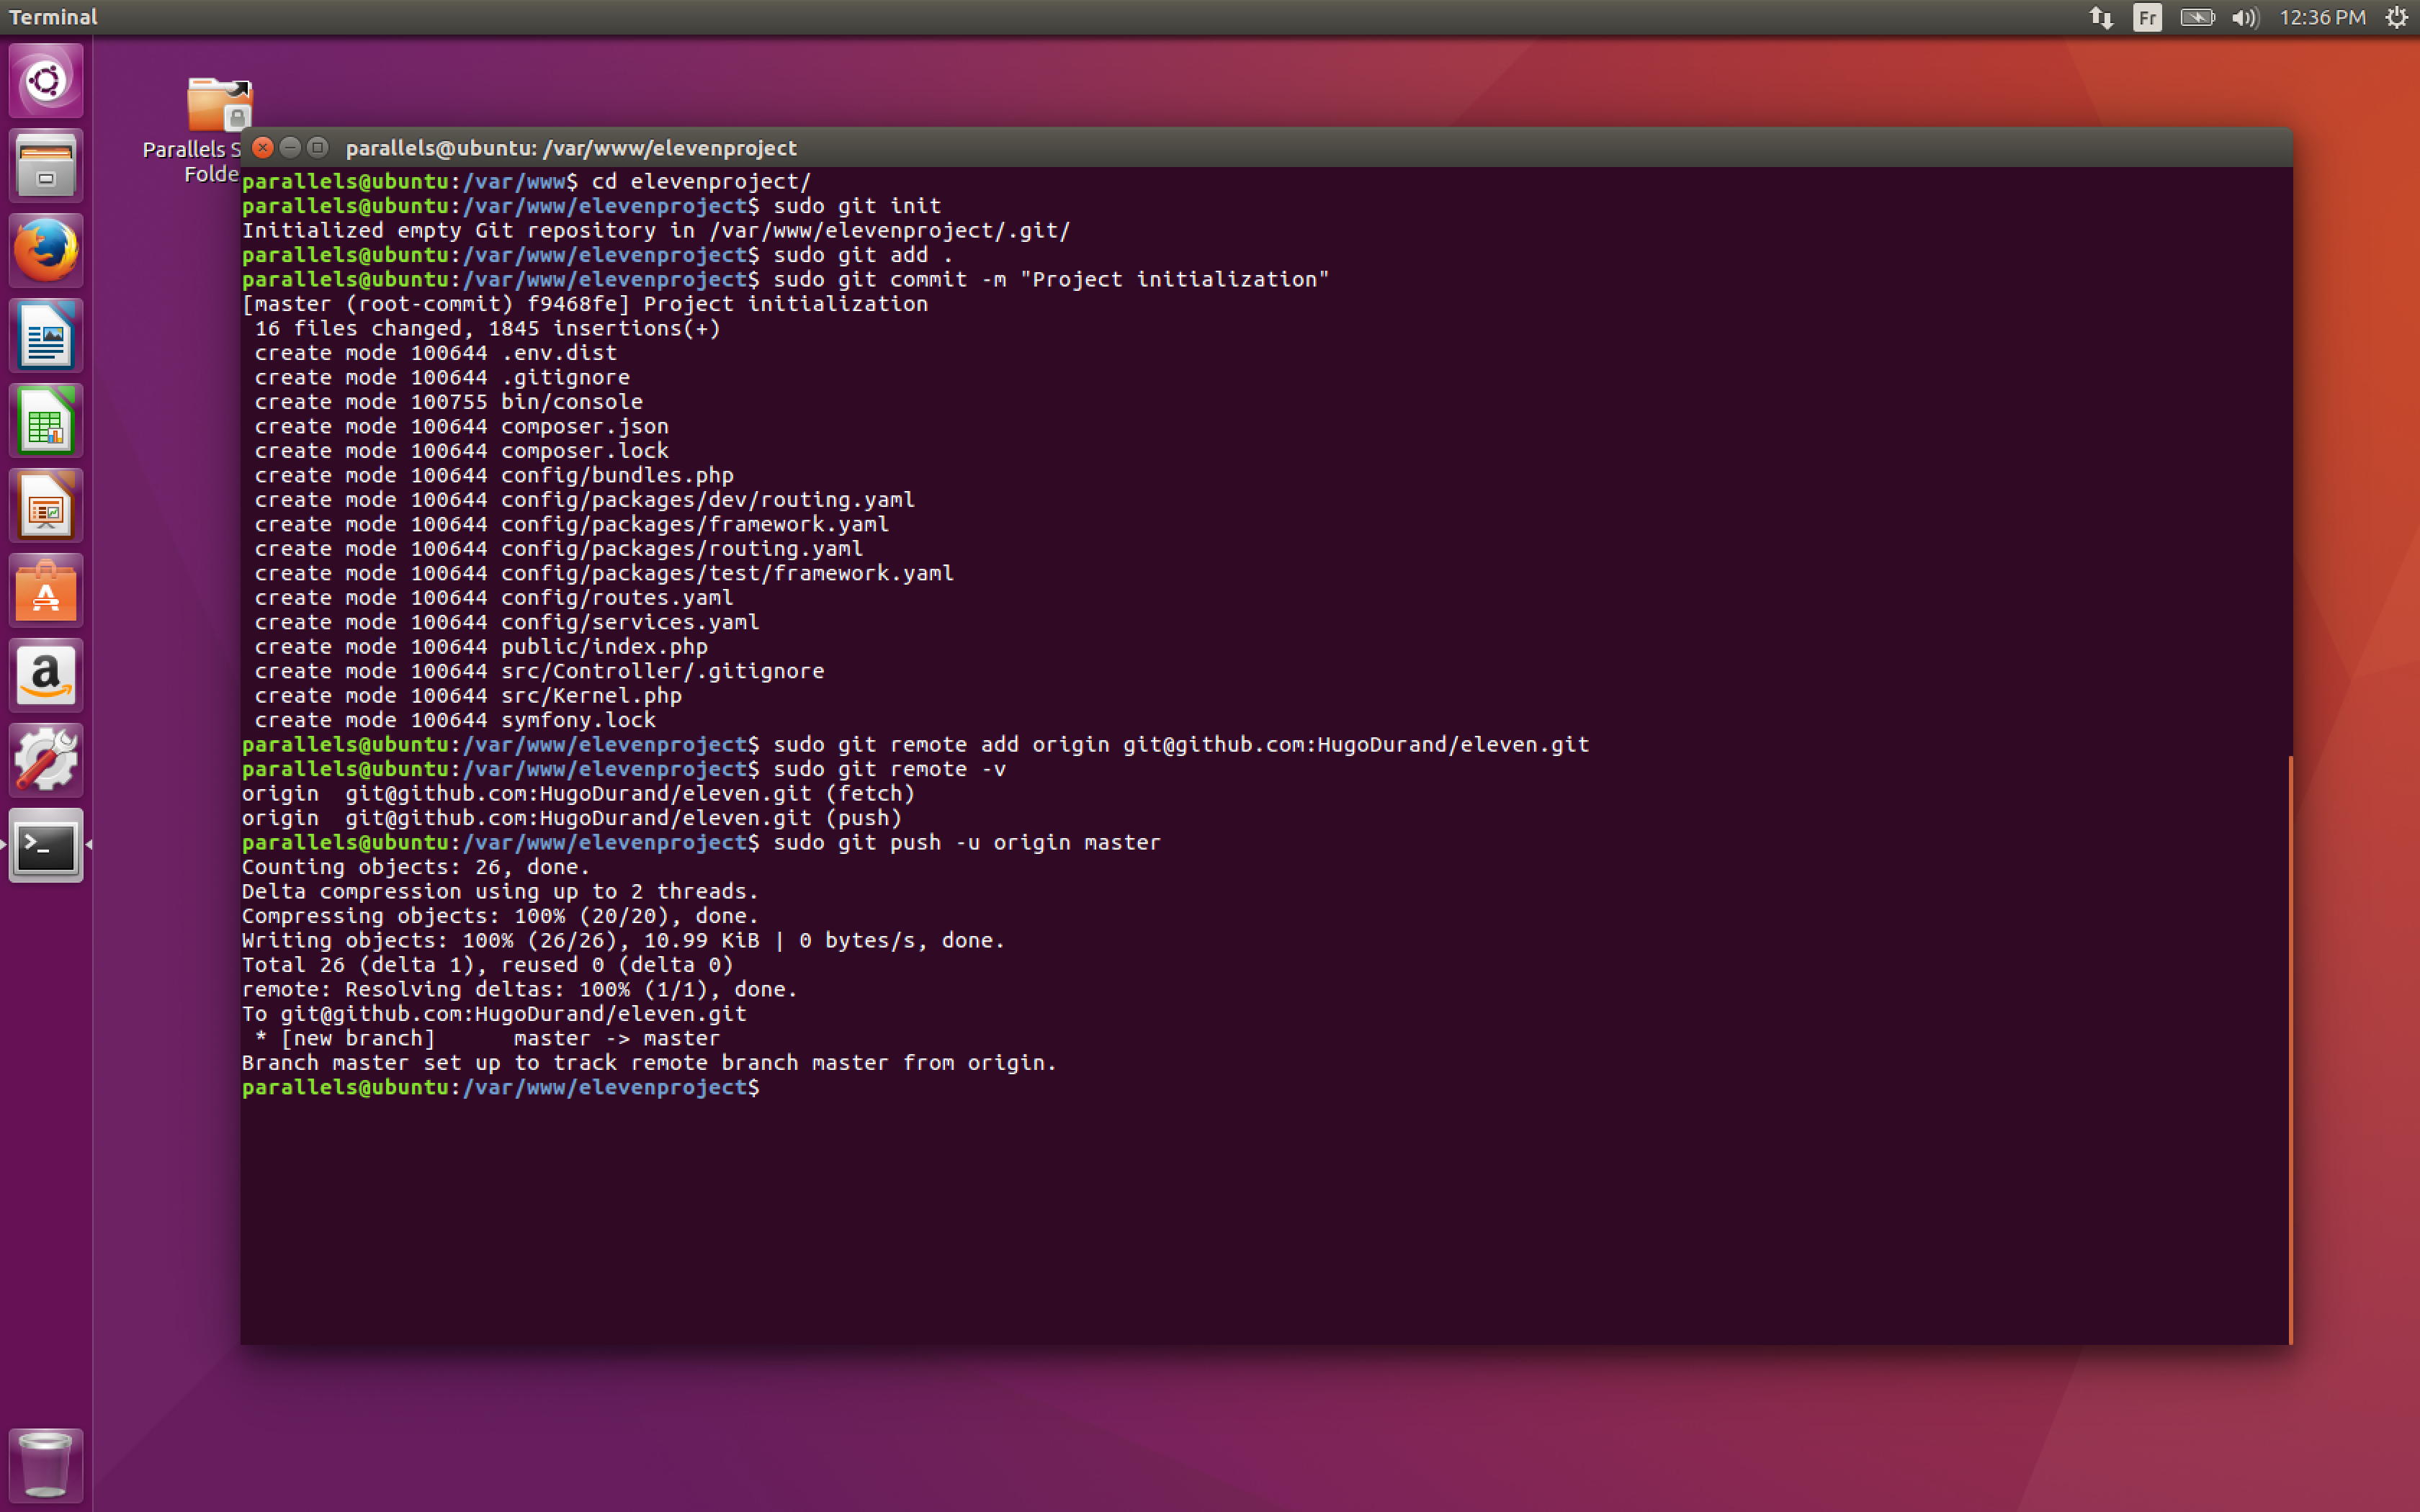 Terminal
Fr
12:36 PM
Parallels S
Folde
parallels@ubuntu: /var/www/elevenproject
parallels@ubuntu:/var/www$ cd elevenproject/
parallels@ubuntu:/var/www/elevenproject$ sudo git init
Initialized empty Git repository in /var/www/elevenproject/.git/
parallels@ubuntu:/var/www/elevenproject$ sudo git add .
parallels@ubuntu:/var/www/elevenproject$ sudo git commit -m "Project initialization"
[master (root-commit) f9468fe] Project initialization
 16 files changed, 1845 insertions(+)
 create mode 100644 .env.dist
 create mode 100644 .gitignore
 create mode 100755 bin/console
 create mode 100644 composer.json
 create mode 100644 composer.lock
 create mode 100644 config/bundles.php
 create mode 100644 config/packages/dev/routing.yaml
 create mode 100644 config/packages/framework.yaml
 create mode 100644 config/packages/routing.yaml
 create mode 100644 config/packages/test/framework.yaml
 create mode 100644 config/routes.yaml
 create mode 100644 config/services.yaml
 create mode 100644 public/index.php
 create mode 100644 src/Controller/.gitignore
 create mode 100644 src/Kernel.php
 create mode 100644 symfony.lock
parallels@ubuntu:/var/www/elevenproject$ sudo git remote add origin git@github.com:HugoDurand/eleven.git
parallels@ubuntu:/var/www/elevenproject$ sudo git remote -v
origin  git@github.com:HugoDurand/eleven.git (fetch)
origin  git@github.com:HugoDurand/eleven.git (push)
parallels@ubuntu:/var/www/elevenproject$ sudo git push -u origin master
Counting objects: 26, done.
Delta compression using up to 2 threads.
Compressing objects: 100% (20/20), done.
Writing objects: 100% (26/26), 10.99 KiB | 0 bytes/s, done.
Total 26 (delta 1), reused 0 (delta 0)
remote: Resolving deltas: 100% (1/1), done.
To git@github.com:HugoDurand/eleven.git
 * [new branch]      master -> master
Branch master set up to track remote branch master from origin.
parallels@ubuntu:/var/www/elevenproject$